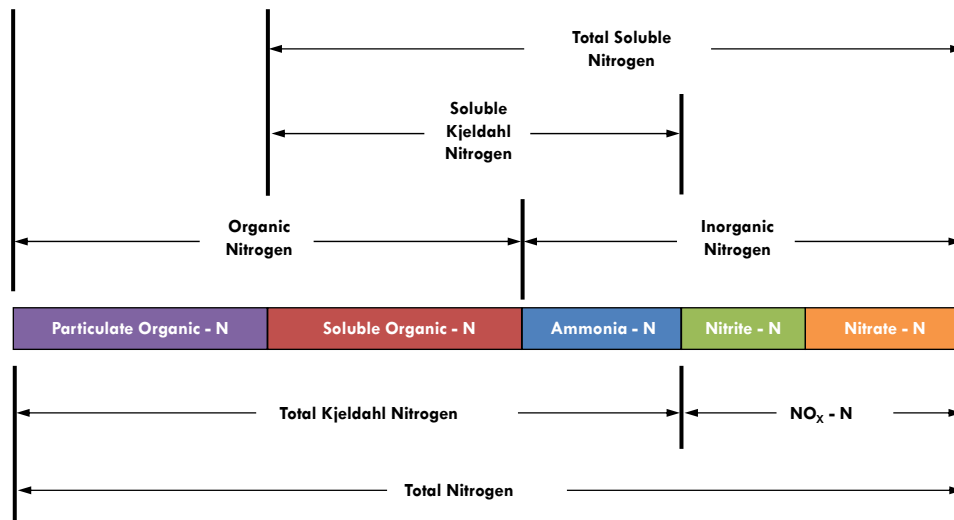 Total Soluble
Nitrogen
Soluble
Kjeldahl
Nitrogen
Organic
Nitrogen
Inorganic
Nitrogen
Particulate Organic - N
Soluble Organic - N
Ammonia - N
Nitrite - N
Nitrate - N
Total Kjeldahl Nitrogen
NOX - N
Total Nitrogen